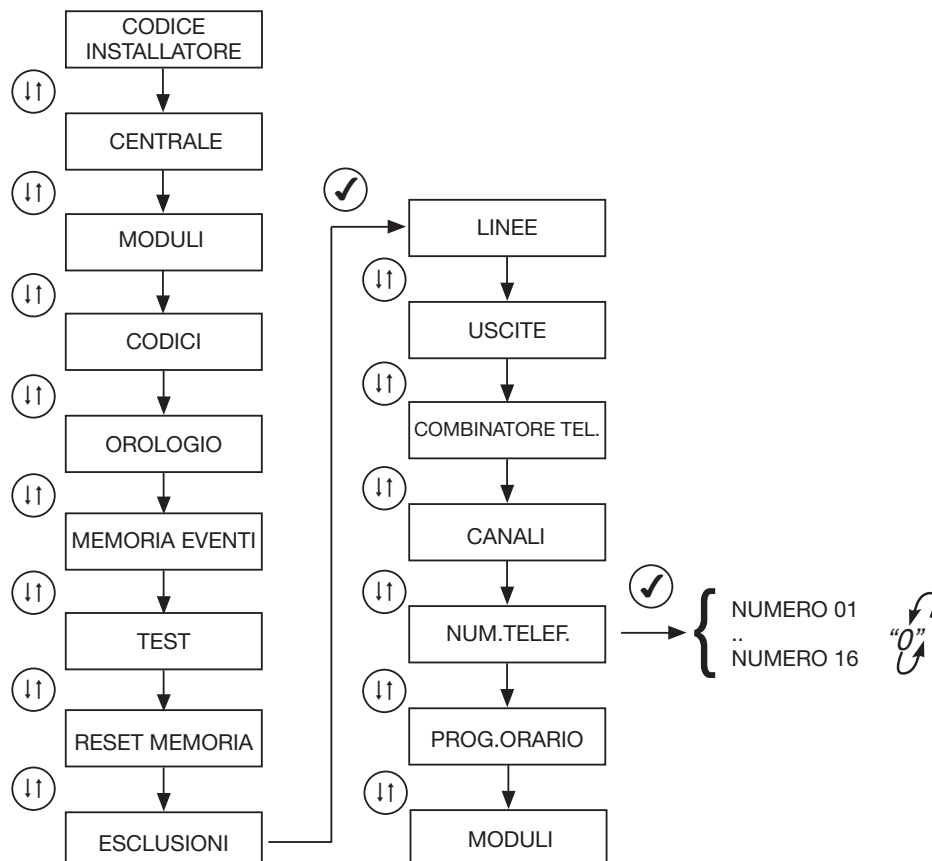 CODICE
INSTALLATORE
CENTRALE
MODULI
CODICI
OROLOGIO
MEMORIA EVENTI
TEST
RESET MEMORIA
ESCLUSIONI
LINEE
USCITE
COMBINATORE TEL.
CANALI
NUM.TELEF.
PROG.ORARIO
MODULI
NUMERO 01
..
NUMERO 16
“0”